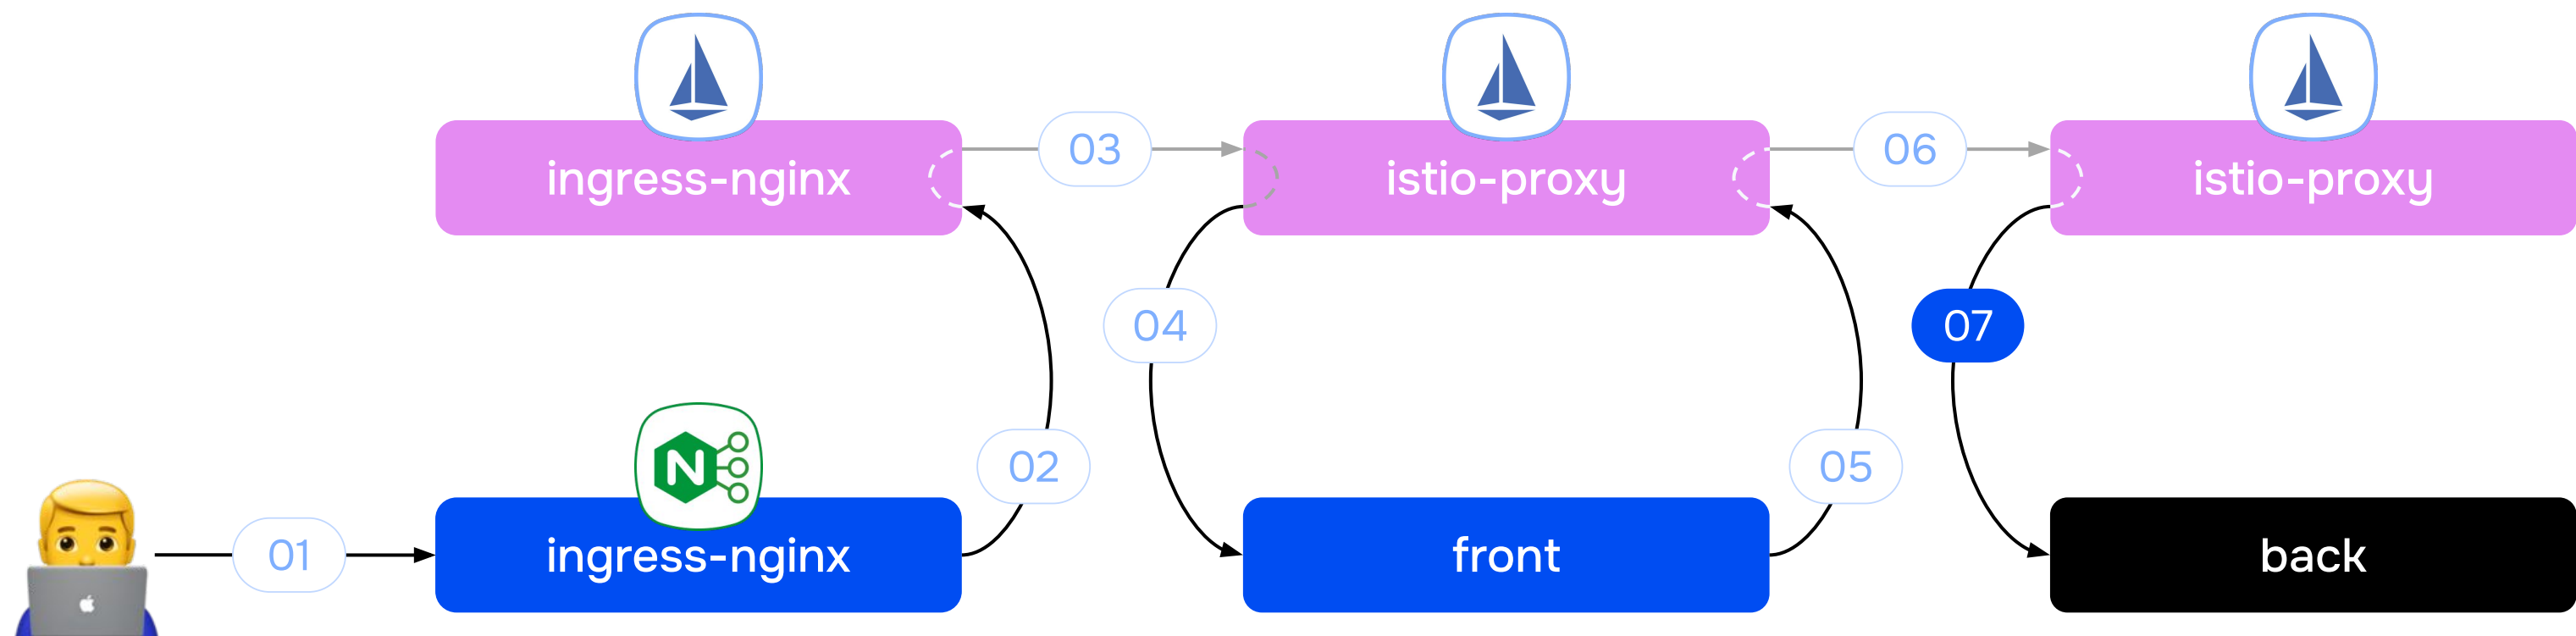 ingress-nginx
03
istio-proxy
06
istio-proxy
04
07
02
05
01
N
ingress-nginx
front
back